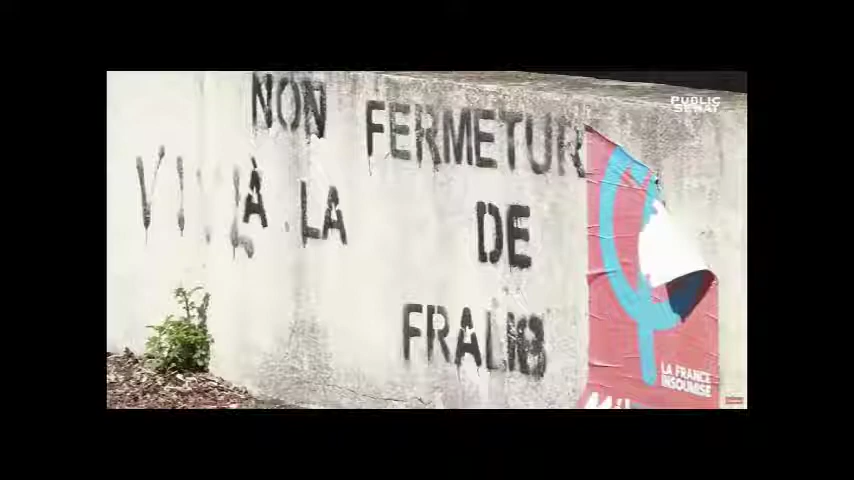 NON
À LA
FERMETUR
DE
FRALIB
PUBLIC
SENAT
LA FRANCE
INSOUMISE